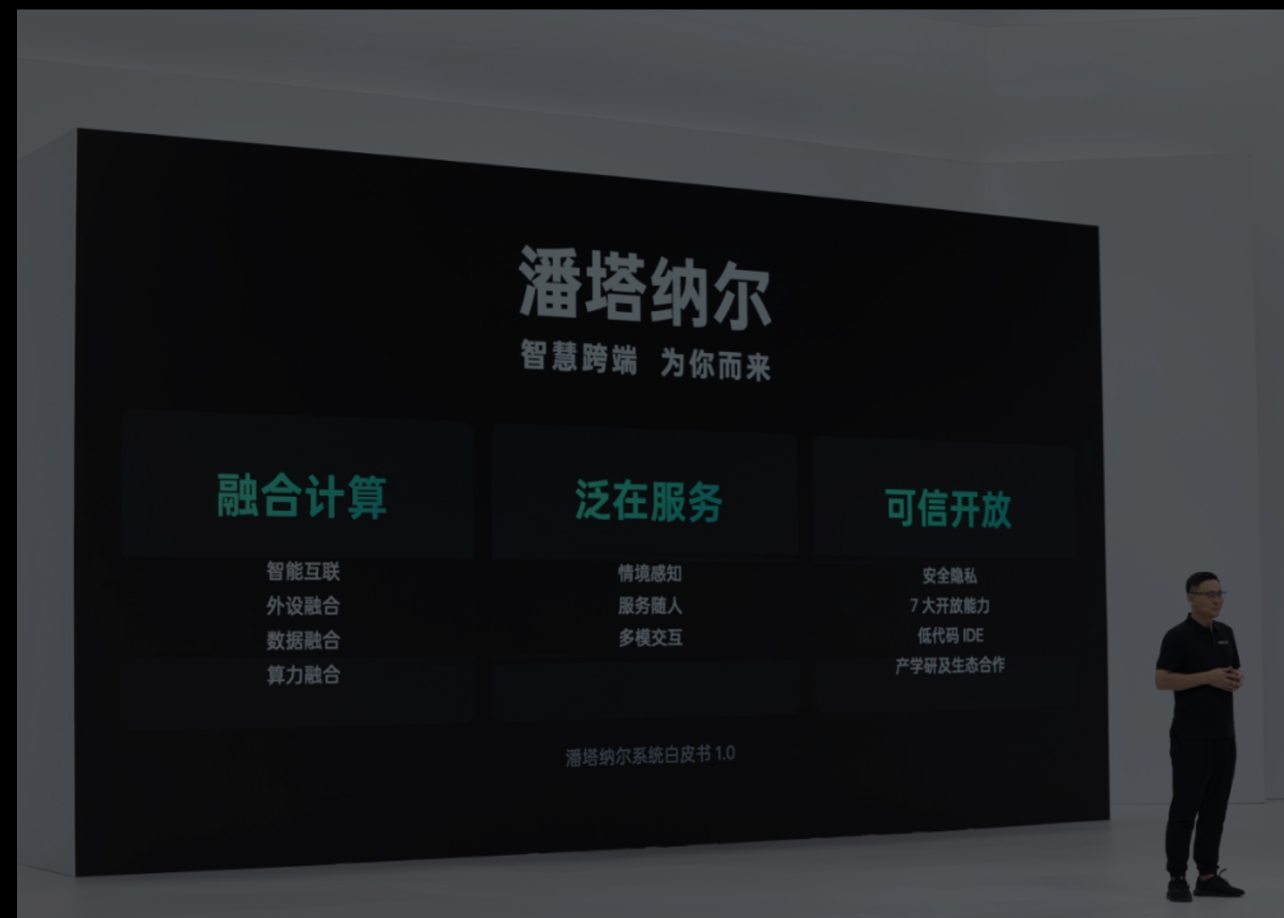 潘塔纳尔
智慧跨端 为你而来
融合计算
智能互联
外设融合
数据融合
算力融合
泛在服务
情境感知
服务随人
多模交互
可信开放
安全隐私
7 大开放能力
低代码 IDE
产学研及生态合作
潘塔纳尔系统白皮书 1.0